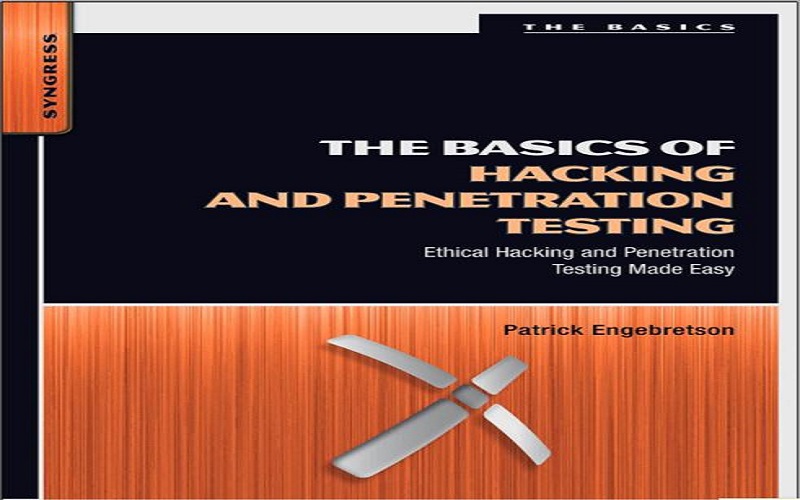 SYNGRESS
THE BASICS
THE BASICS OF
HACKING
AND PENETRATION
TESTING
Ethical Hacking and Penetration
Testing Made Easy
Patrick Engebretson